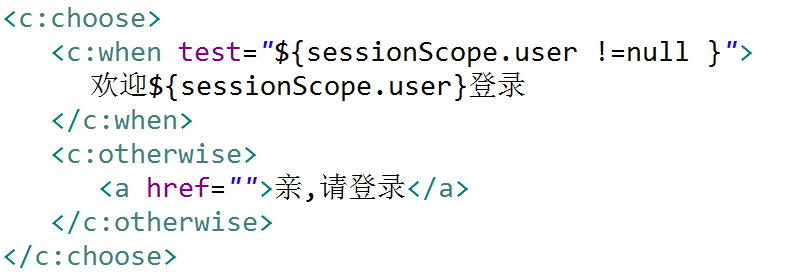 <c:choose>
<c:when test="${sessionScope.user !=null }">
欢迎${sessionScope.user}登录
</c:when>
<c:otherwise>
<a href="">亲,请登录</a>
</c:otherwise>
</c:choose>